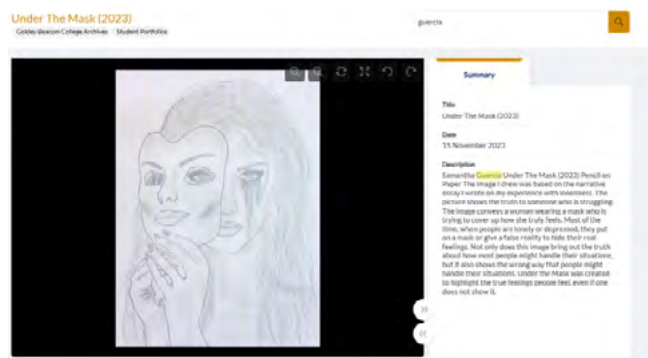 Under The Mask (2023)
Goldey Beacom College Archives Student Portfolios
guercia
Summary
Title
Under The Mask (2023)
Date
15 November 2023
Description
Samantha Guercia Under The Mask (2023) Pencil on
Paper The image I drew was based on the narrative
essay I wrote on my experience with loneliness. The
picture shows the truth to someone who is struggling.
The image conveys a woman wearing a mask who is
trying to cover up how she truly feels. Most of the
time, when people are lonely or depressed, they put
on a mask or give a false reality to hide their real
feelings. Not only does this image bring out the truth
about how most people might handle their situations,
but it also shows the wrong way that people might
handle their situations. Under the Mask was created
to highlight the true feelings people feel, even if one
does not show it.